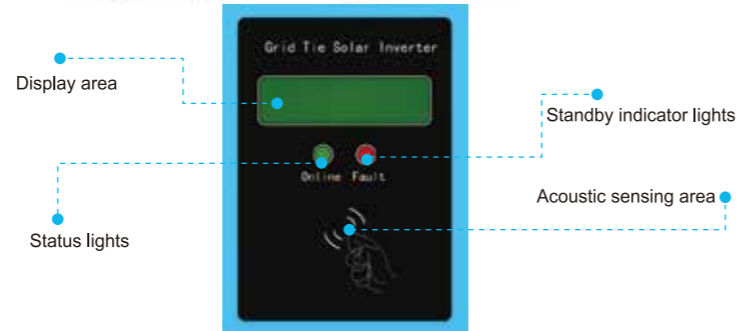 Grid Tie Solar Inverter
Display area
Standby indicator lights
Online Fault
Acoustic sensing area
Status lights